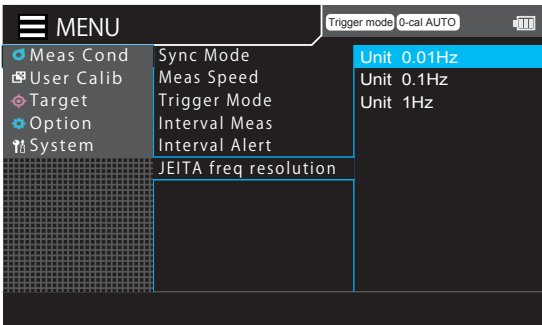 MENU
Trigger mode 0-cal AUTO
Meas Cond
User Calib
Target
Option
System
Sync Mode
Meas Speed
Trigger Mode
Interval Meas
Interval Alert
JEITA freq resolution
Unit 0.01Hz
Unit 0.1Hz
Unit 1Hz